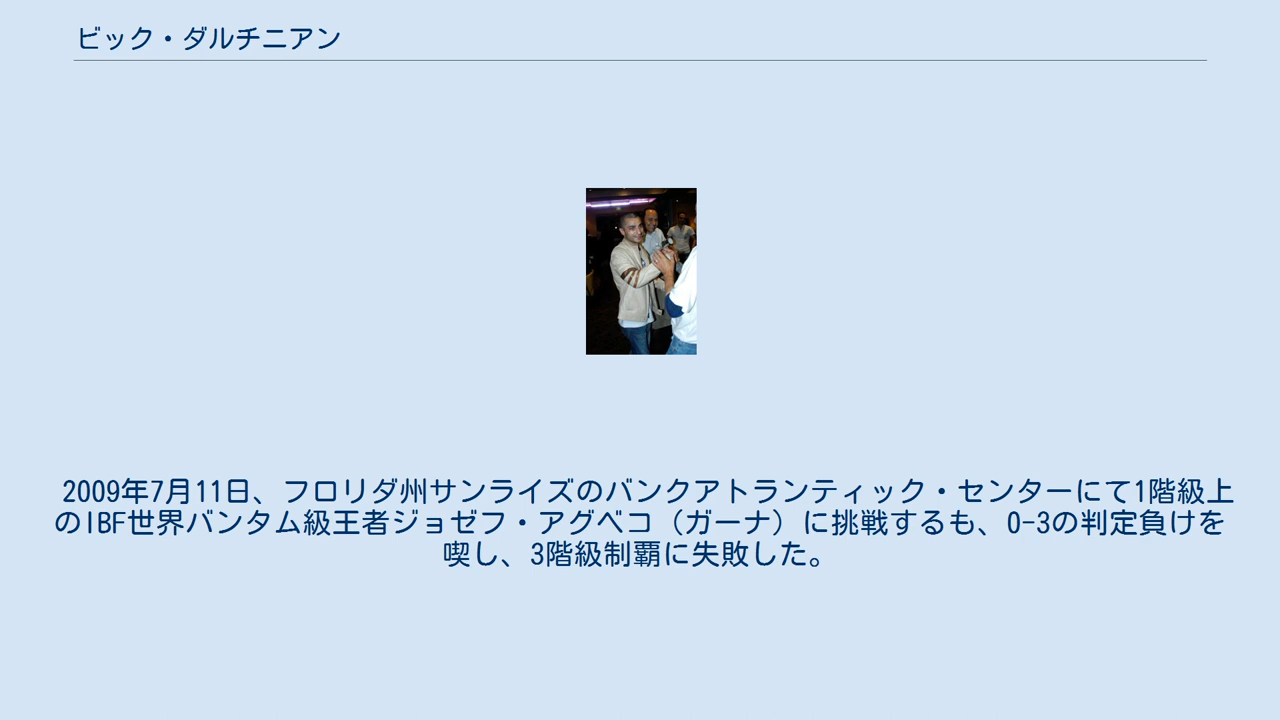 ビック・ダルチニアン
2009年7月11日、フロリダ州サンライズのバンクアトランティック・センターにて1階級上
のIBF世界バンタム級王者ジョゼフ・アグベコ（ガーナ）に挑戦するも、0-3の判定負けを
喫し、3階級制覇に失敗した。